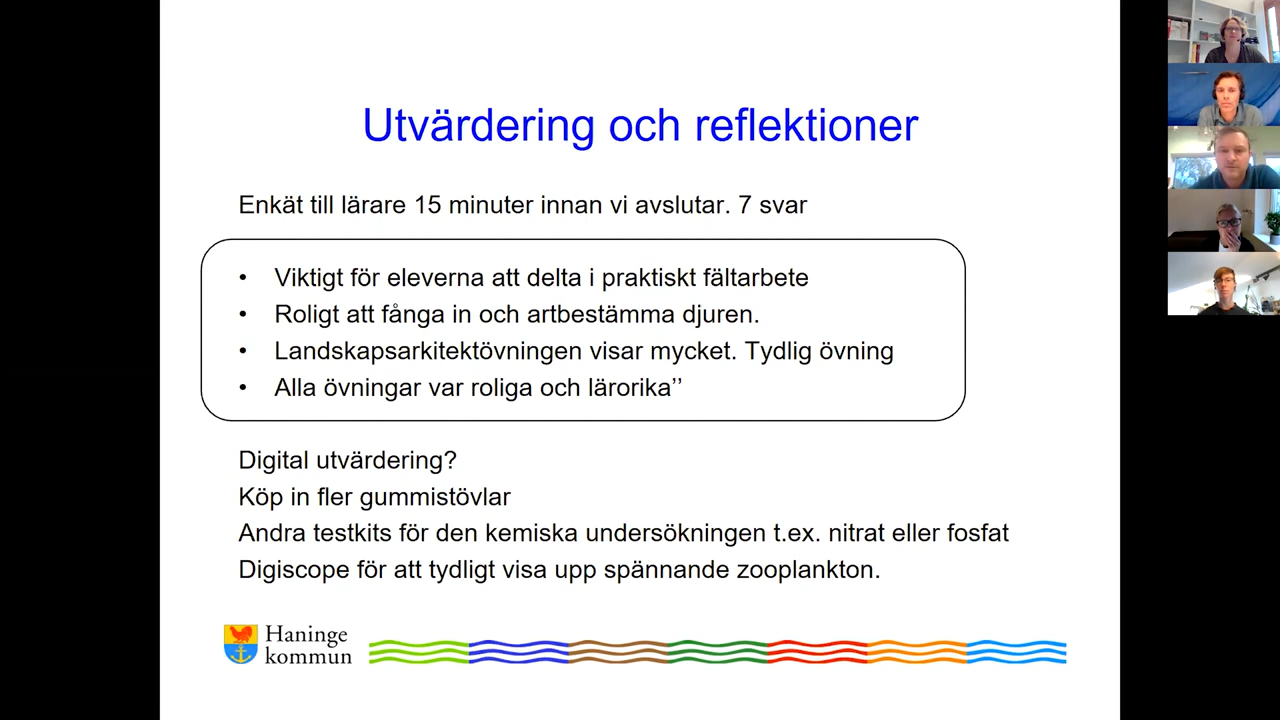 Utvärdering och reflektioner
Enkät till lärare 15 minuter innan vi avslutar. 7 svar
• Viktigt för eleverna att delta i praktiskt fältarbete
• Roligt att fånga in och artbestämma djuren.
• Landskapsarkitektövningen visar mycket. Tydlig övning
• Alla övningar var roliga och lärorika’’
Digital utvärdering?
Köp in fler gummistövlar
Andra testkits för den kemiska undersökningen t.ex. nitrat eller fosfat
Digiscope för att tydligt visa upp spännande zooplankton.
Haninge
kommun